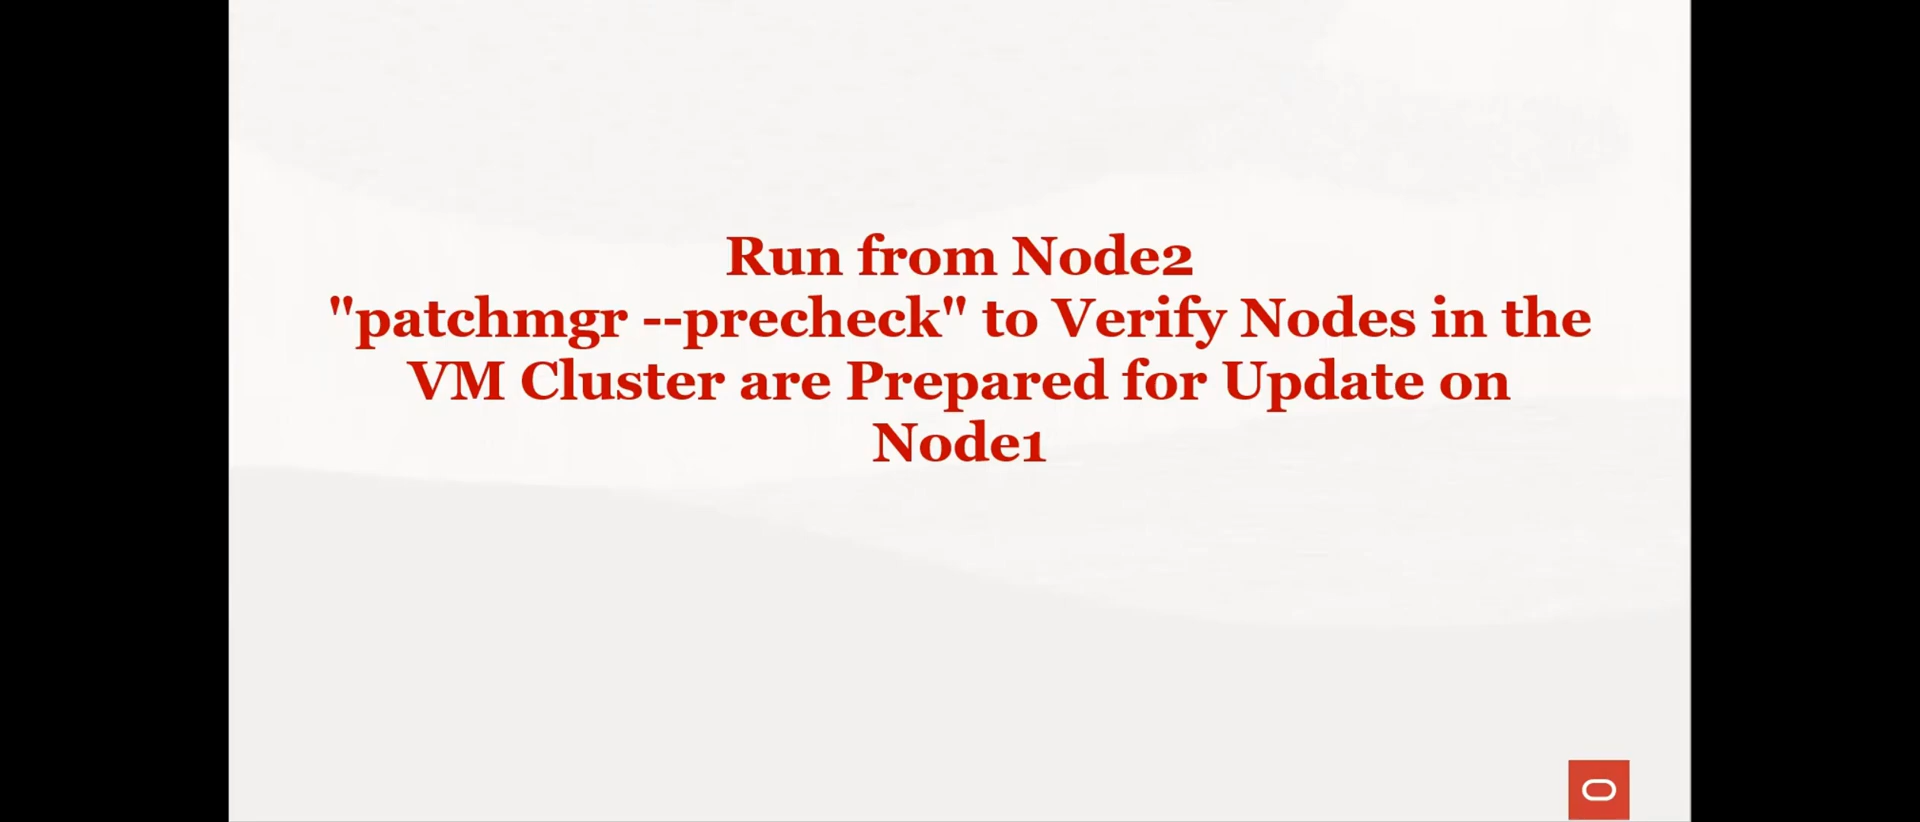 Run from Node2
"patchmgr --precheck" to Verify Nodes in the
VM Cluster are Prepared for Update on
Node1